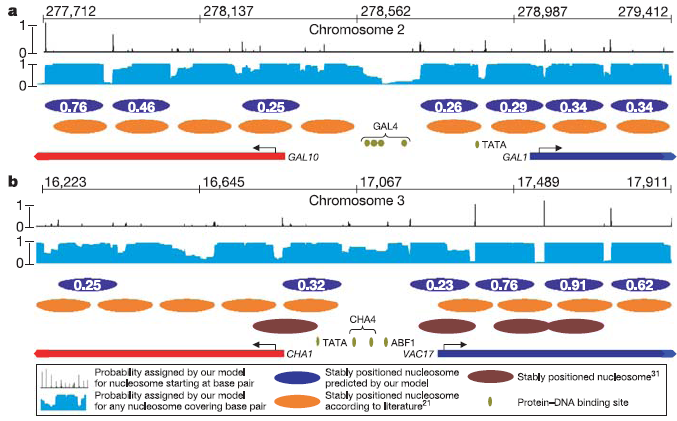 a
277,712 278,137 278,562 278,987 279,412
Chromosome 2
1
0
1
0
0.76 0.46 0.25 0.26 0.29 0.34 0.34
GAL4
TATA
GAL10 GAL1
b
16,223 16,645 17,067 17,489 17,911
Chromosome 3
1
0
1
0
0.25 0.32 0.23 0.76 0.91 0.62
CHA4
TATA ABF1
CHA1 VAC17
Probability assigned by our model
for nucleosome starting at base pair
Probability assigned by our model
for any nucleosome covering base pair
Stably positioned nucleosome
predicted by our model
Stably positioned nucleosome
according to literature21
Stably positioned nucleosome31
Protein–DNA binding site